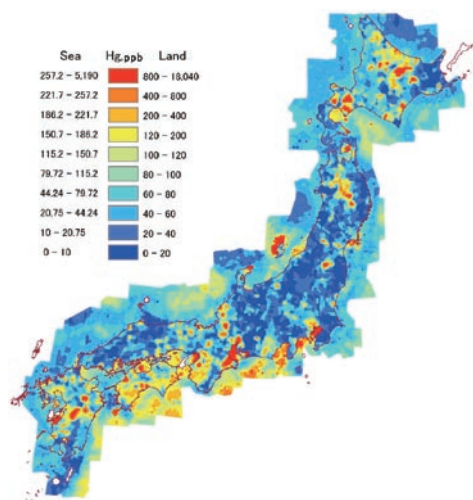 Sea Hg,ppb Land
257.2 – 5,190 800 – 18,040
221.7 – 257.2 400 – 800
186.2 – 221.7 200 – 400
150.7 – 186.2 120 – 200
115.2 – 150.7 100 – 120
79.72 – 115.2 80 – 100
44.24 – 79.72 60 – 80
20.75 – 44.24 40 – 60
10 – 20.75 20 – 40
0 – 10 0 – 20